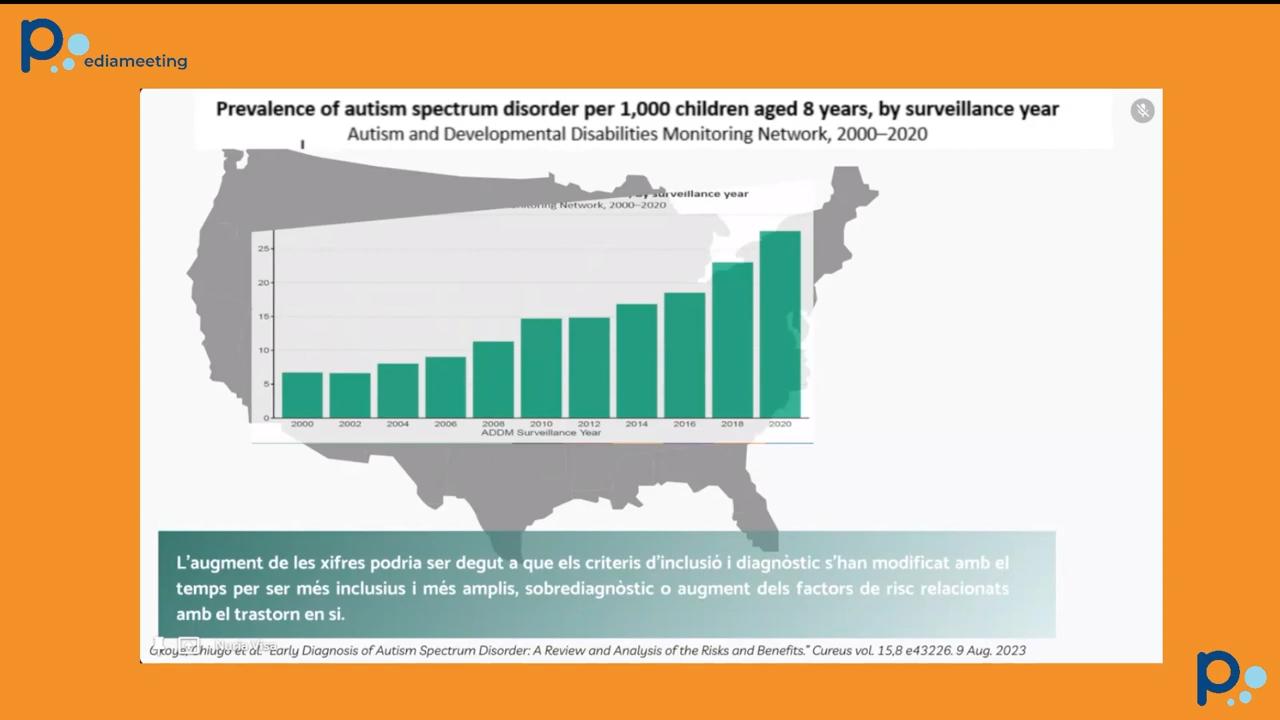 ediameeting
Prevalence of autism spectrum disorder per 1,000 children aged 8 years, by surveillance year
Autism and Developmental Disabilities Monitoring Network, 2000–2020
by surveillance year
Network, 2000–2020
25
20
15
10
5
0
2000 2002 2004 2006 2008 2010 2012 2014 2016 2018 2020
ADDM Surveillance Year
L'augment de les xifres podria ser degut a que els criteris d'inclusió i diagnòstic s'han modificat amb el
temps per ser més inclusius i més amplis, sobrediagnòstic o augment dels factors de risc relacionats
amb el trastorn en si.
Nuria Visa
Chiugo et al. "Early Diagnosis of Autism Spectrum Disorder: A Review and Analysis of the Risks and Benefits." Cureus vol. 15,8 e43226. 9 Aug. 2023